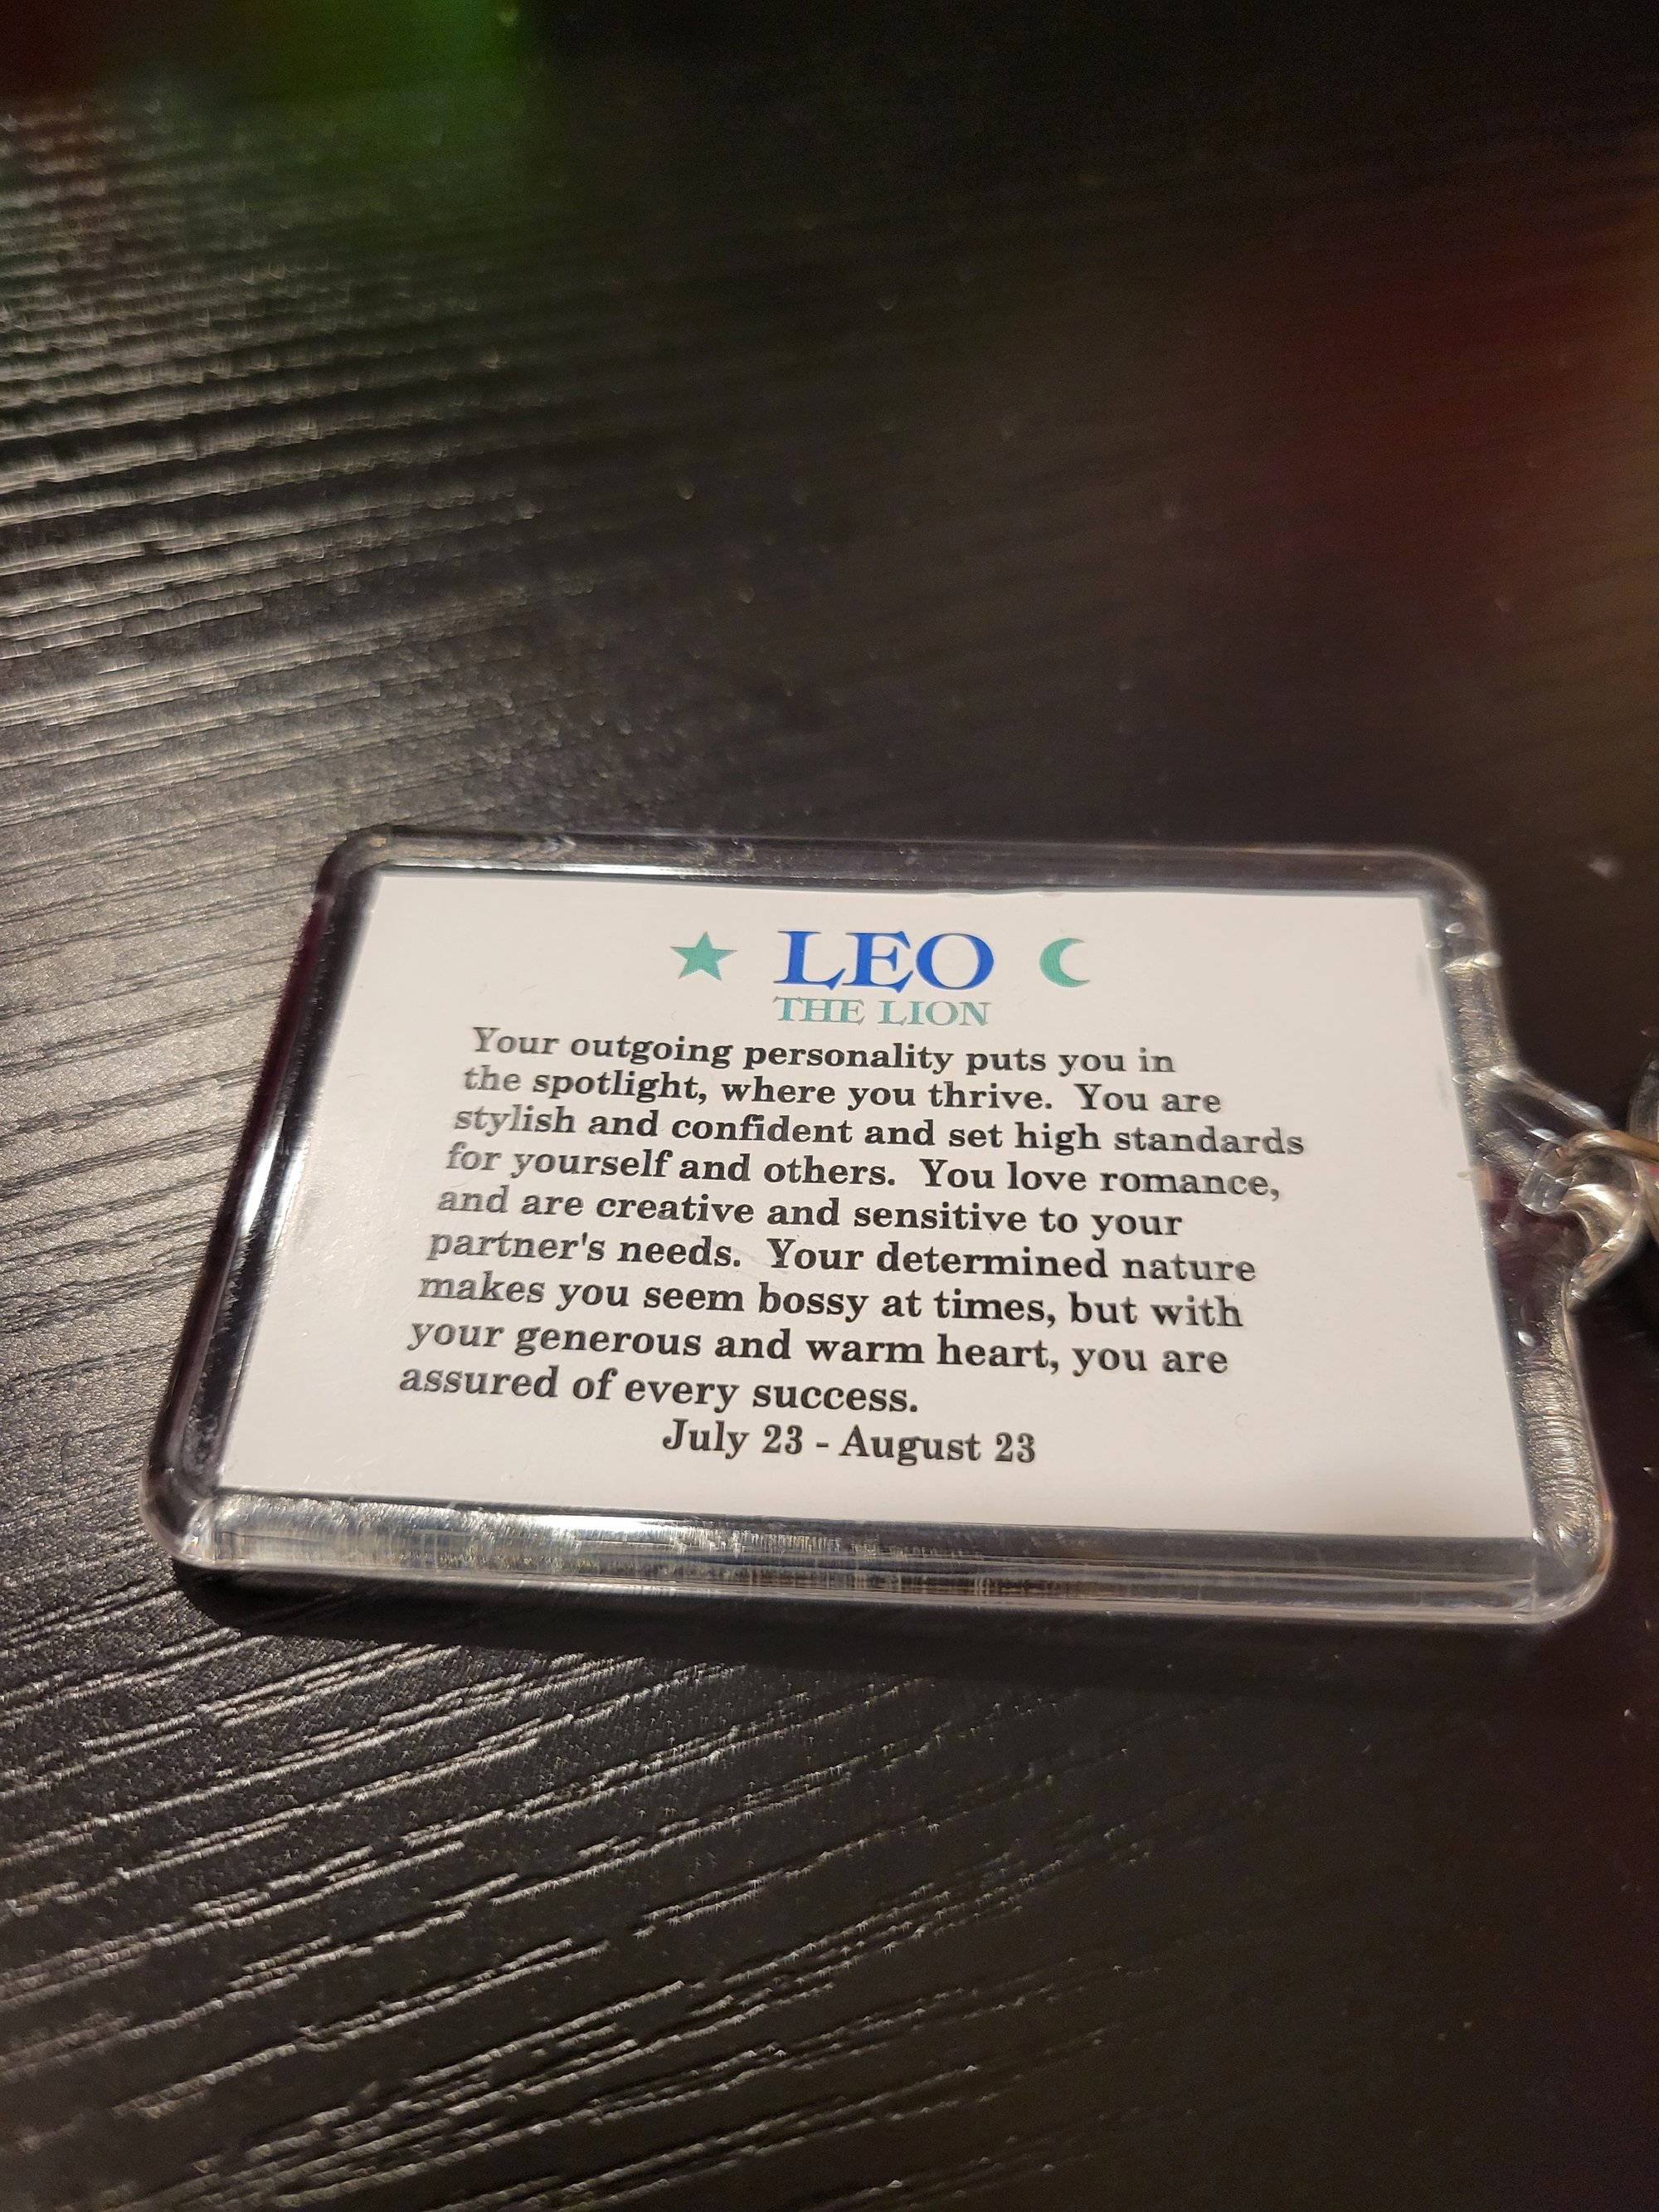 LEO
THE LION
Your outgoing personality puts you in
the spotlight, where you thrive.  You are
stylish and confident and set high standards
for yourself and others.  You love romance,
and are creative and sensitive to your
partner's needs.  Your determined nature
makes you seem bossy at times, but with
your generous and warm heart, you are
assured of every success.
July 23 - August 23